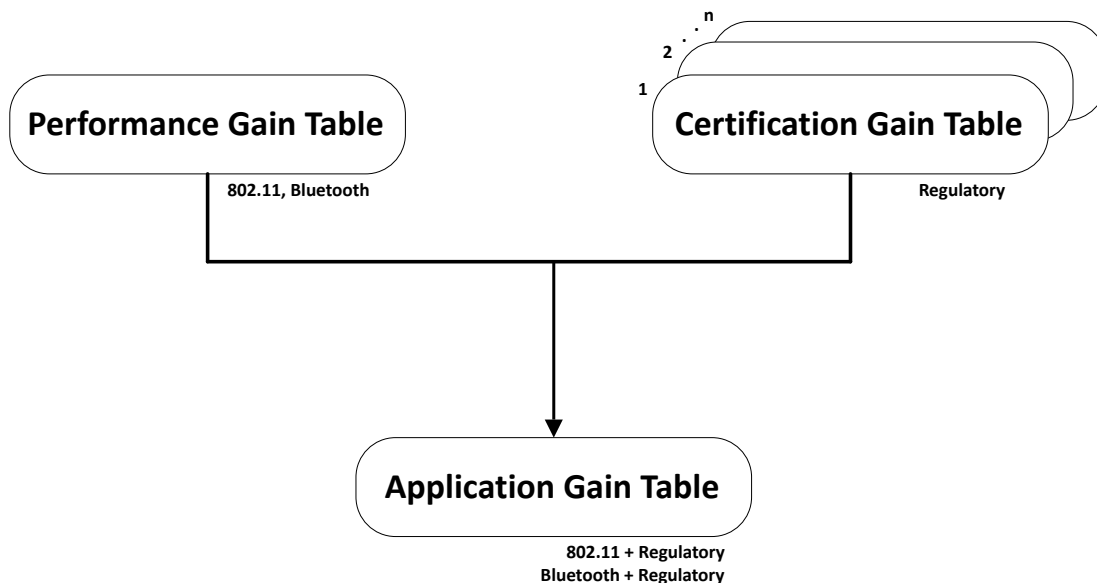 n
.
.
2
1
Performance Gain Table
Certification Gain Table
802.11, Bluetooth
Regulatory
Application Gain Table
802.11 + Regulatory
Bluetooth + Regulatory